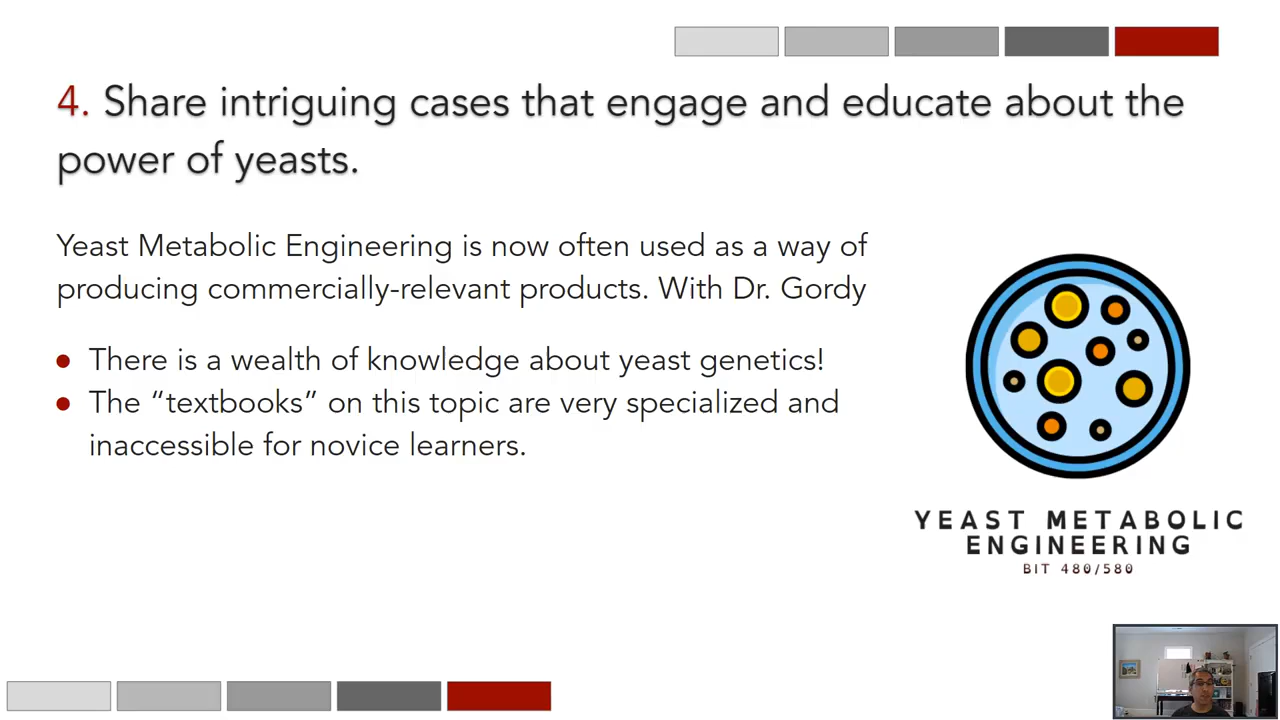 4. Share intriguing cases that engage and educate about the
power of yeasts.
Yeast Metabolic Engineering is now often used as a way of
producing commercially-relevant products. With Dr. Gordy
● There is a wealth of knowledge about yeast genetics!
● The “textbooks” on this topic are very specialized and
inaccessible for novice learners.
YEAST METABOLIC
ENGINEERING
BIT 480/580